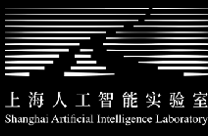 上海人工智能实验室
Shanghai Artificial Intelligence Laboratory